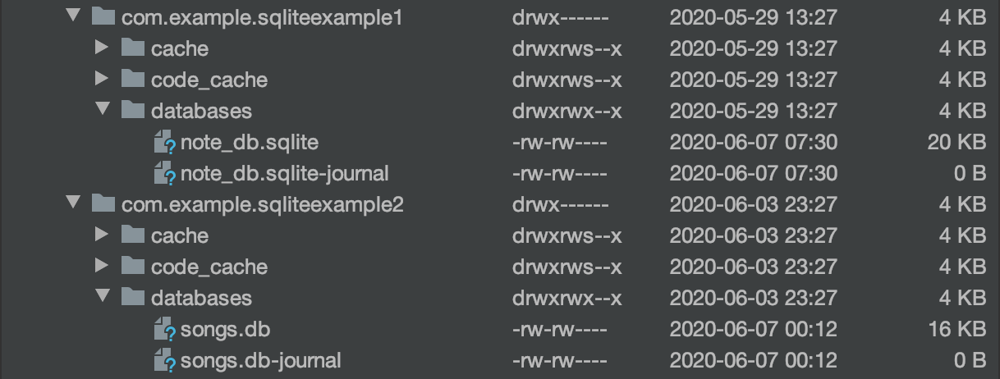 com.example.sqliteexample1 drwx------ 2020-05-29 13:27 4 KB
cache drwxrws--x 2020-05-29 13:27 4 KB
code_cache drwxrws--x 2020-05-29 13:27 4 KB
databases drwxrwx--x 2020-05-29 13:27 4 KB
note_db.sqlite -rw-rw---- 2020-06-07 07:30 20 KB
note_db.sqlite-journal -rw-rw---- 2020-06-07 07:30 0 B
com.example.sqliteexample2 drwx------ 2020-06-03 23:27 4 KB
cache drwxrws--x 2020-06-03 23:27 4 KB
code_cache drwxrws--x 2020-06-03 23:27 4 KB
databases drwxrwx--x 2020-06-03 23:27 4 KB
songs.db -rw-rw---- 2020-06-07 00:12 16 KB
songs.db-journal -rw-rw---- 2020-06-07 00:12 0 B